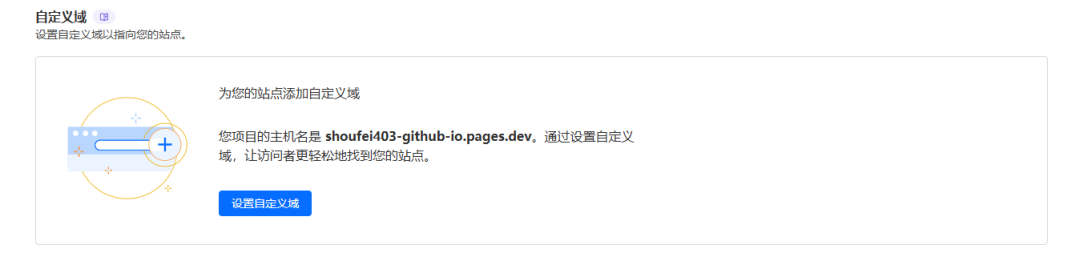 自定义域
设置自定义域以指向您的站点。
为您的站点添加自定义域
您项目的主机名是 shoufei403-github-io.pages.dev。通过设置自定义
域，让访问者更轻松地找到您的站点。
设置自定义域